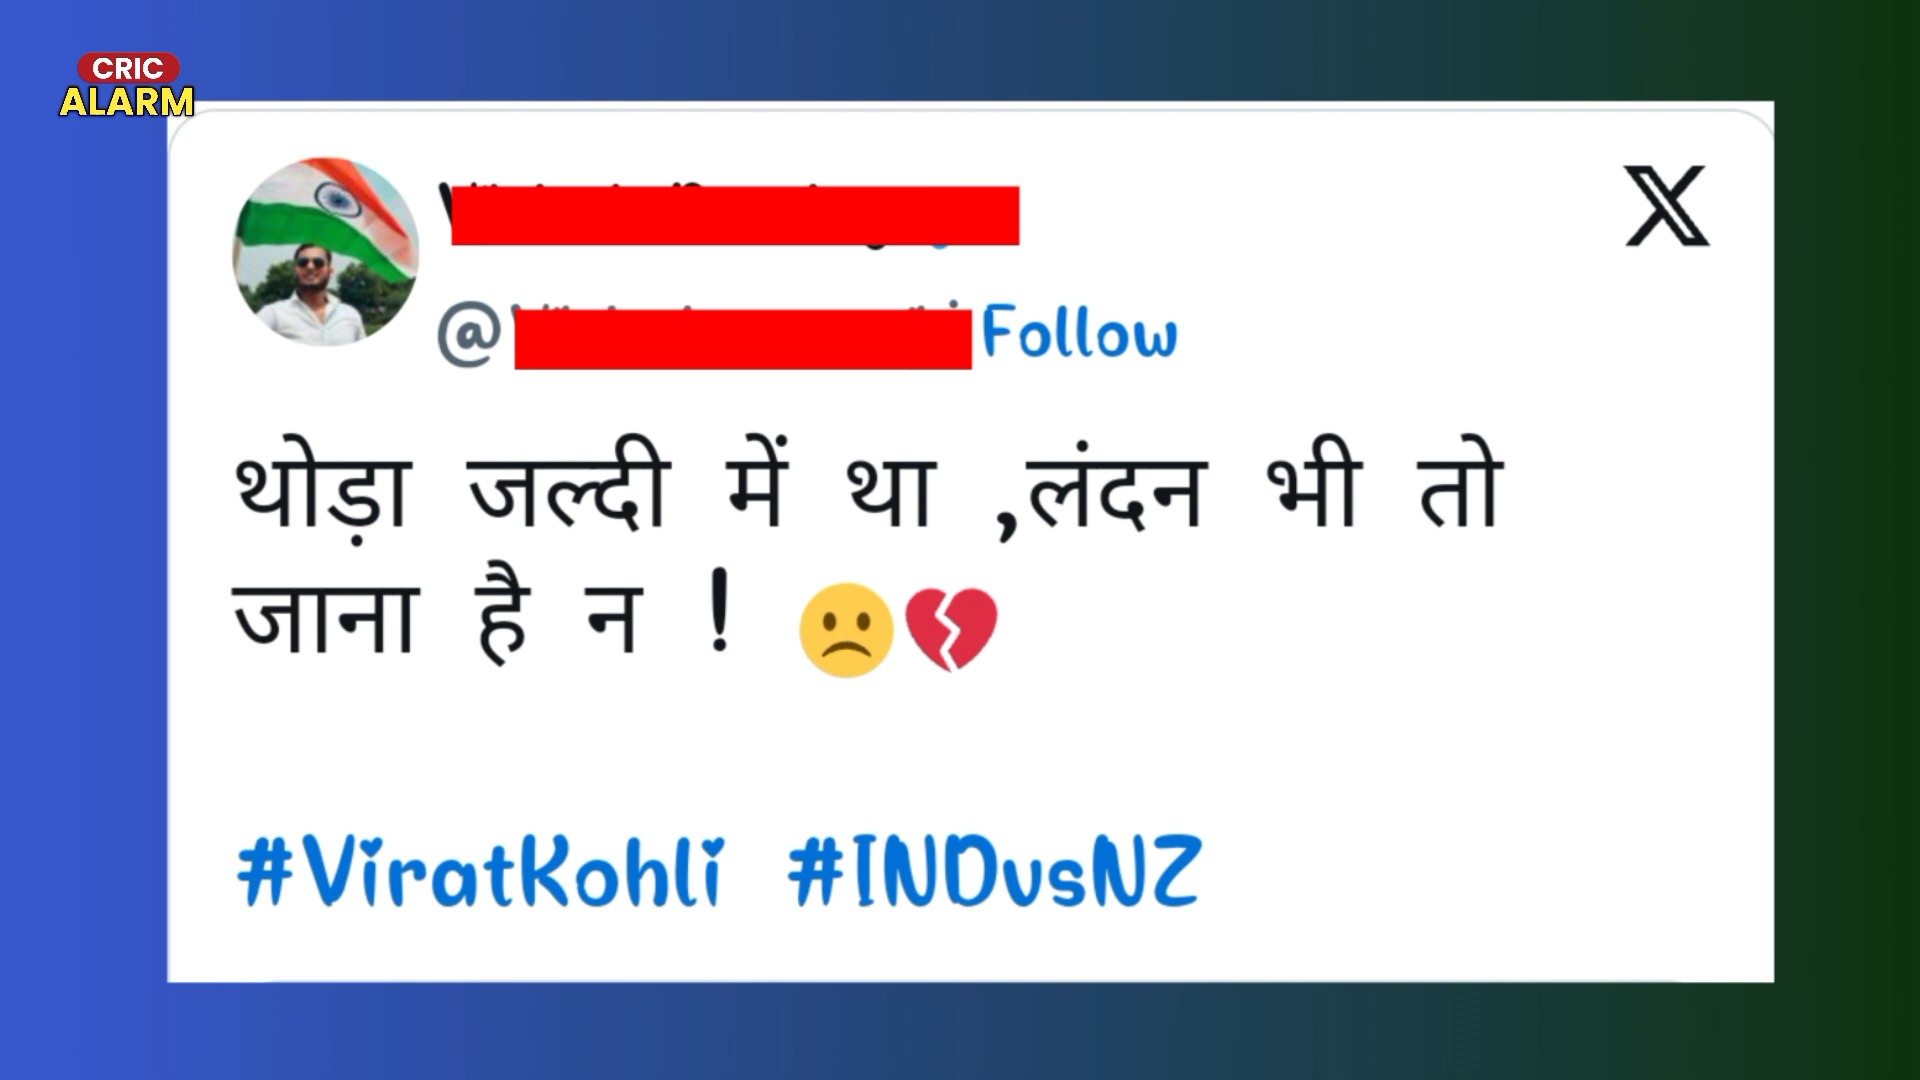 CRIC
ALARM
@
Follow
थोड़ा जल्दी में था ,लंदन भी तो
जाना है न ! 🙁💔
#ViratKohli #INDvsNZ